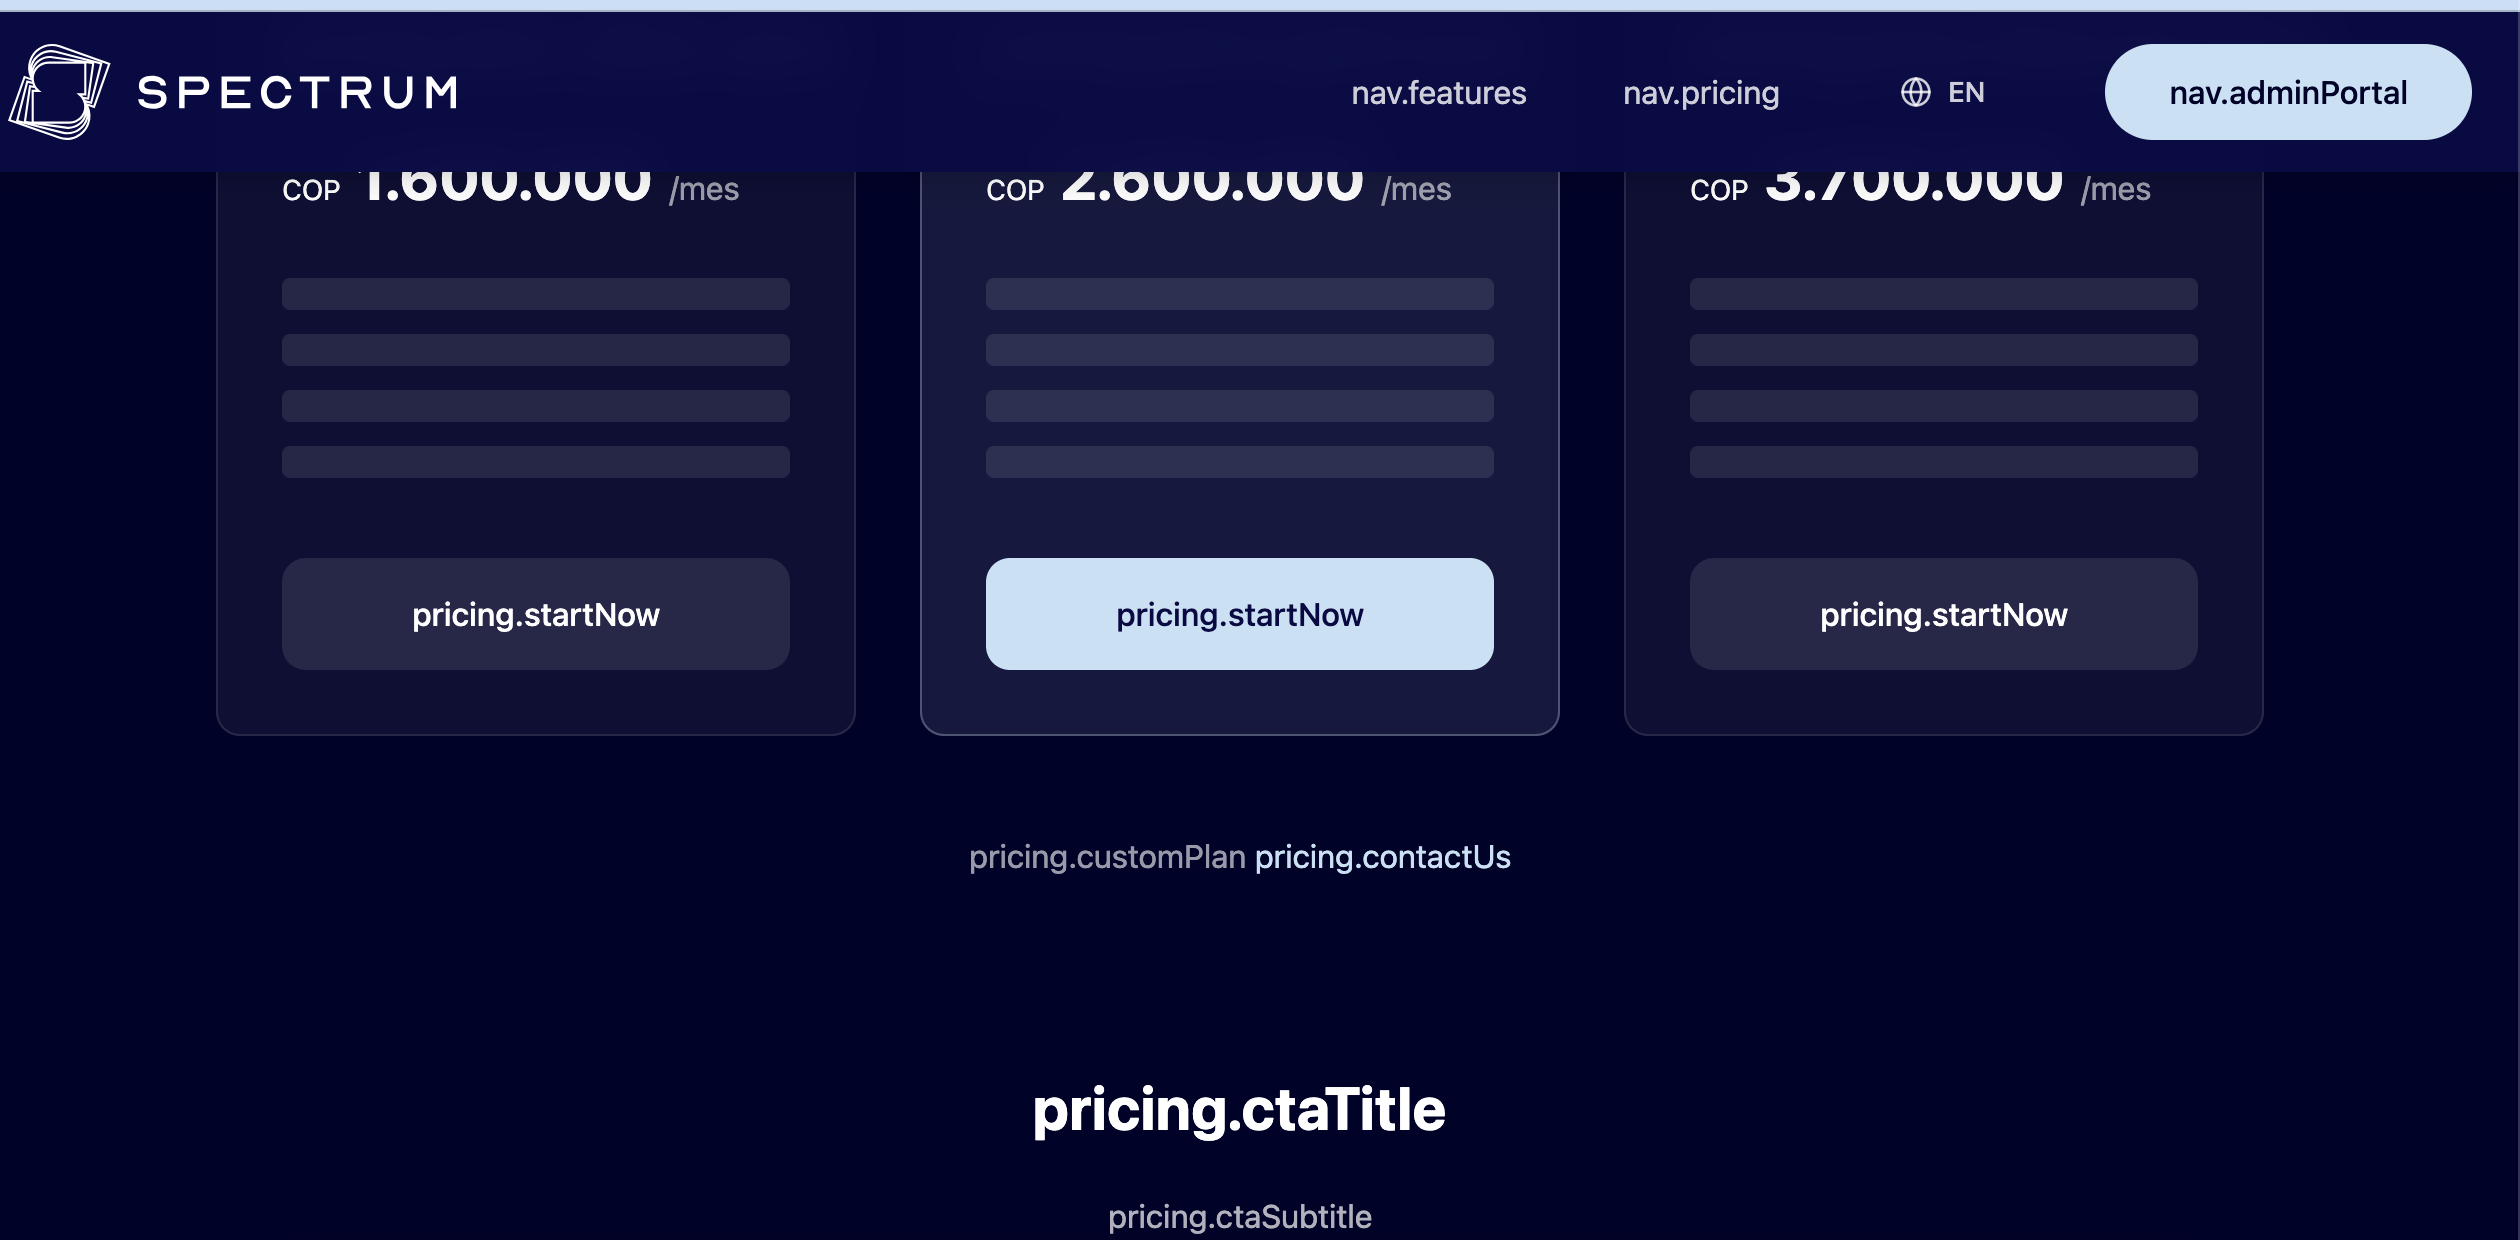 SPECTRUM
nav.features
nav.pricing
EN
nav.adminPortal
COP 1.600.000 /mes
COP 2.600.000 /mes
COP 3.700.000 /mes
pricing.startNow
pricing.startNow
pricing.startNow
pricing.customPlan pricing.contactUs
pricing.ctaTitle
pricing.ctaSubtitle